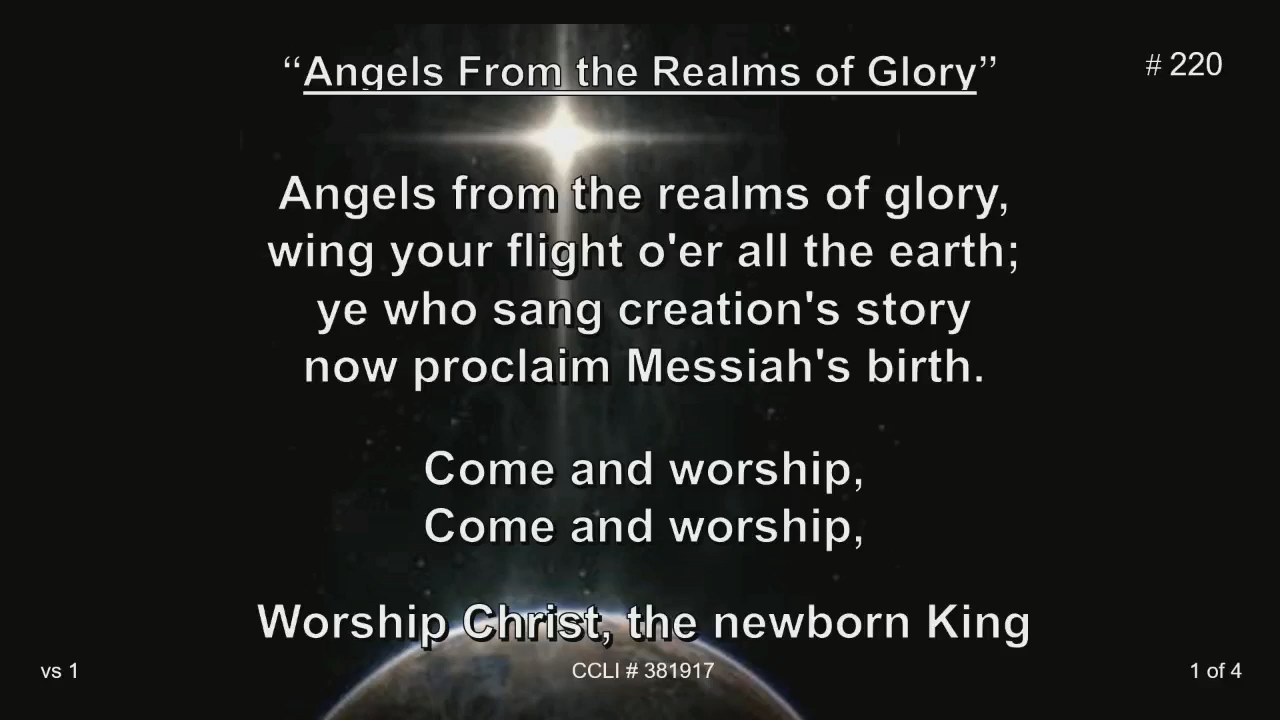 “Angels From the Realms of Glory”
# 220
Angels from the realms of glory,
wing your flight o'er all the earth;
ye who sang creation's story
now proclaim Messiah's birth.
Come and worship,
Come and worship,
Worship Christ, the newborn King
vs 1
CCLI # 381917
1 of 4